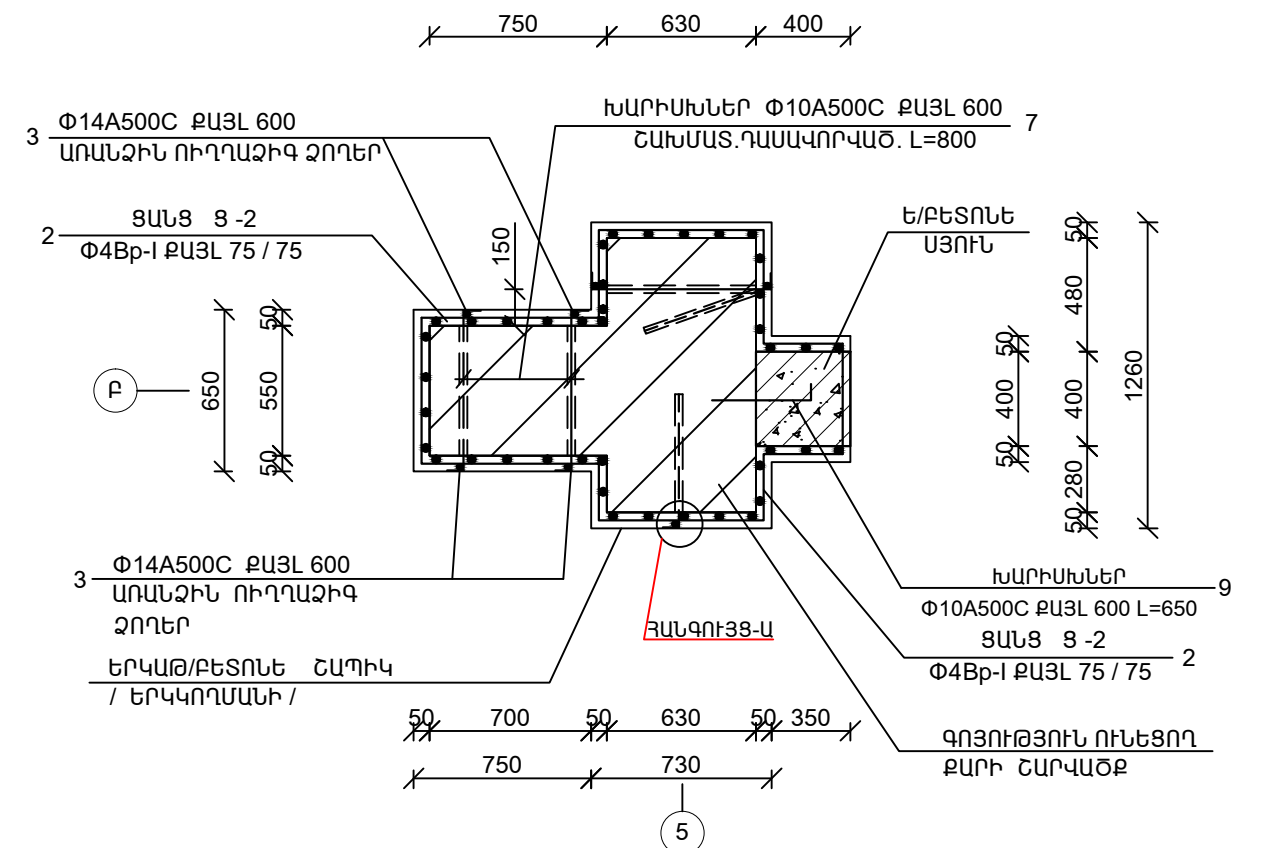 750 630 400
3 Φ14A500C ՔԱՅԼ 600
ԱՌԱՆՁԻՆ ՈՒՂՂԱՁԻԳ ՁՈՂԵՐ
ԽԱՐԻՍԽՆԵՐ Φ10A500C ՔԱՅԼ 600 7
ՇԱԽՄԱՏ.ԴԱՍԱՎՈՐՎԱԾ. L=800
2 ՑԱՆՑ Ց -2
Φ4Bp-I ՔԱՅԼ 75 / 75
150
Ե/ԲԵՏՈՆԵ
ՍՅՈՒՆ
Բ
650
50 550 50
50 400 50
50 480 400 280 50
1260
3 Φ14A500C ՔԱՅԼ 600
ԱՌԱՆՁԻՆ ՈՒՂՂԱՁԻԳ
ՁՈՂԵՐ
ԽԱՐԻՍԽՆԵՐ 9
Φ10A500C ՔԱՅԼ 600 L=650
ՀԱՆԳՈՒՅՑ-Ա
ՑԱՆՑ Ց -2 2
Φ4Bp-I ՔԱՅԼ 75 / 75
ԵՐԿԱԹ/ԲԵՏՈՆԵ ՇԱՊԻԿ
/ ԵՐԿԿՈՂՄԱՆԻ /
50 700 50 630 50 350
ԳՈՅՈՒԹՅՈՒՆ ՈՒՆԵՑՈՂ
ՔԱՐԻ ՇԱՐՎԱԾՔ
750 730
5